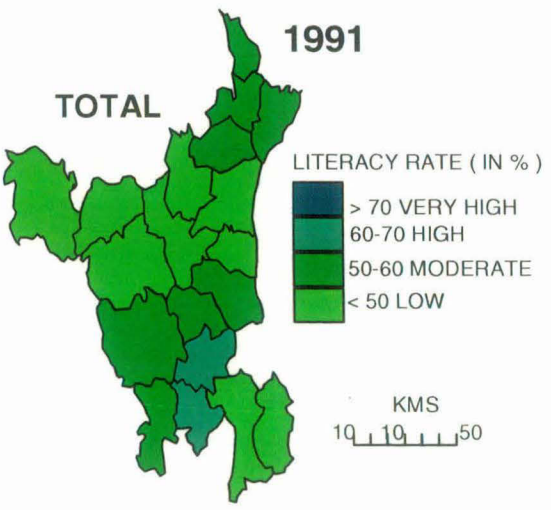 1991
TOTAL
LITERACY RATE ( IN % )
> 70 VERY HIGH
60-70 HIGH
50-60 MODERATE
< 50 LOW
KMS
10 10 50